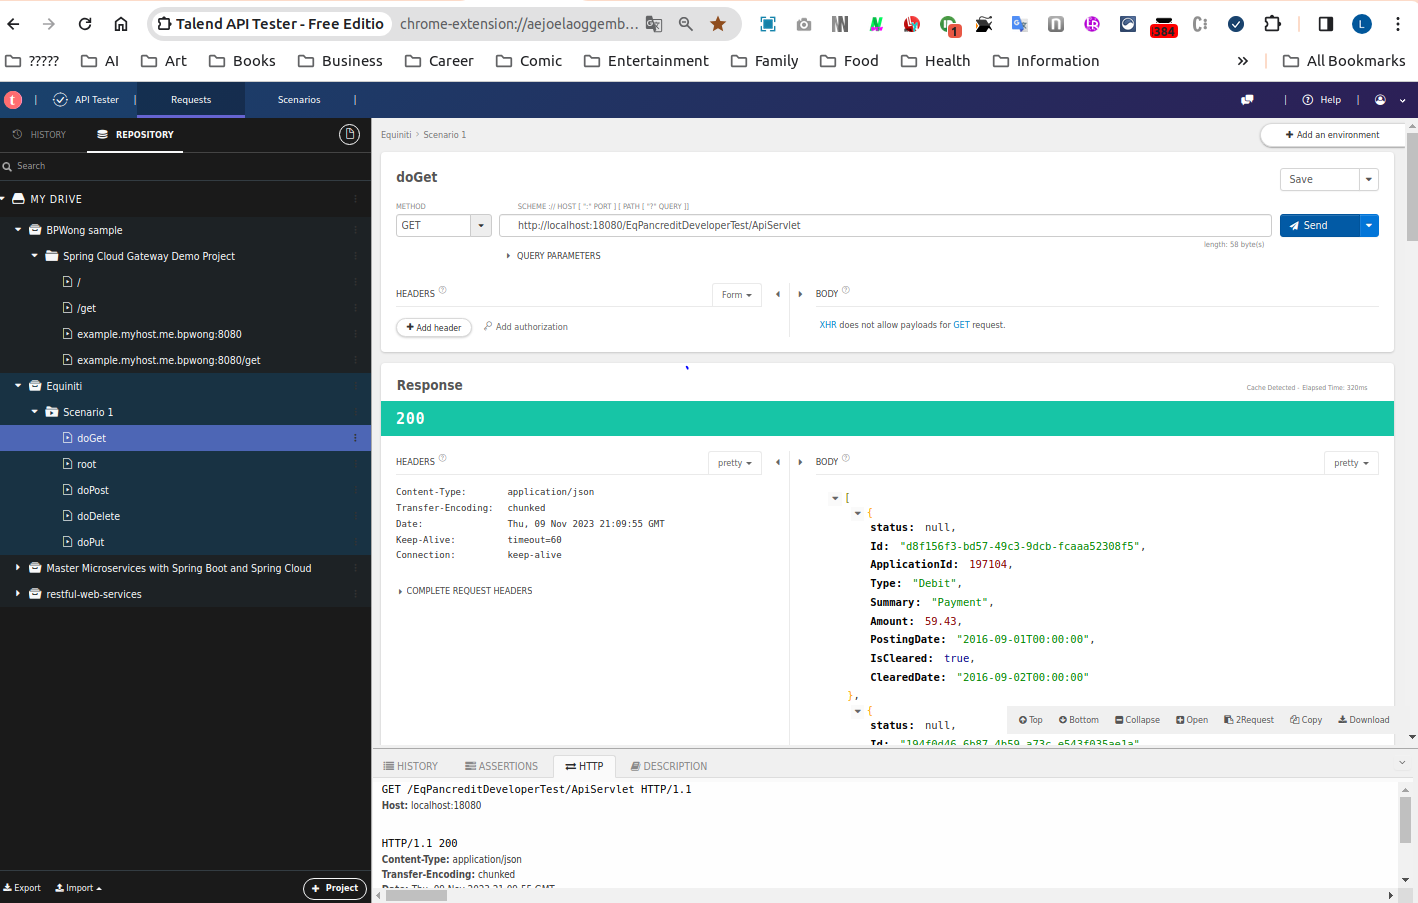 Talend API Tester - Free Editio
chrome-extension://aejoelaoggemb...
1
384
L
?????
AI
Art
Books
Business
Career
Comic
Entertainment
Family
Food
Health
Information
»
All Bookmarks
t
API Tester
Requests
Scenarios
Help
HISTORY
REPOSITORY
Search
MY DRIVE
BPWong sample
Spring Cloud Gateway Demo Project
/
/get
example.myhost.me.bpwong:8080
example.myhost.me.bpwong:8080/get
Equiniti
Scenario 1
doGet
root
doPost
doDelete
doPut
Master Microservices with Spring Boot and Spring Cloud
restful-web-services
Export
Import
+ Project
Equiniti › Scenario 1
+ Add an environment
doGet
Save
METHOD
SCHEME :// HOST [ ":" PORT ] [ PATH [ "?" QUERY ]]
GET
http://localhost:18080/EqPancreditDeveloperTest/ApiServlet
Send
length: 58 byte(s)
QUERY PARAMETERS
HEADERS ?
Form
BODY ?
+ Add header
Add authorization
XHR does not allow payloads for GET request.
Response
Cache Detected - Elapsed Time: 320ms
200
HEADERS ?
pretty
BODY ?
pretty
Content-Type: application/json
Transfer-Encoding: chunked
Date: Thu, 09 Nov 2023 21:09:55 GMT
Keep-Alive: timeout=60
Connection: keep-alive
COMPLETE REQUEST HEADERS
[
{
status: null,
Id: "d8f156f3-bd57-49c3-9dcb-fcaaa52308f5",
ApplicationId: 197104,
Type: "Debit",
Summary: "Payment",
Amount: 59.43,
PostingDate: "2016-09-01T00:00:00",
IsCleared: true,
ClearedDate: "2016-09-02T00:00:00"
},
{
status: null,
Id: "194f0d46-6b87-4b59-a73c-e543f035ae1a"
Top
Bottom
Collapse
Open
2Request
Copy
Download
HISTORY
ASSERTIONS
HTTP
DESCRIPTION
GET /EqPancreditDeveloperTest/ApiServlet HTTP/1.1
Host: localhost:18080
HTTP/1.1 200
Content-Type: application/json
Transfer-Encoding: chunked
Date: Thu, 09 Nov 2023 21:09:55 GMT